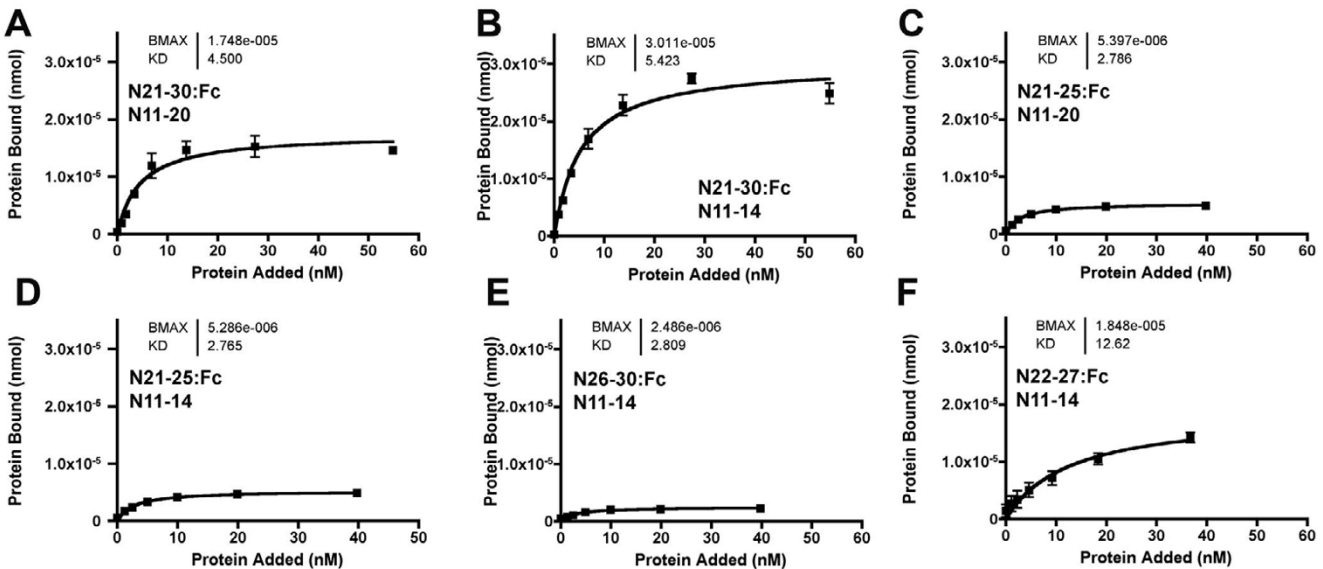 A
Protein Bound (nmol)
3.0x10⁻⁵
2.0x10⁻⁵
1.0x10⁻⁵
0
BMAX 1.748e-005
KD 4.500
N21-30:Fc
N11-20
0 10 20 30 40 50 60
Protein Added (nM)
B
Protein Bound (nmol)
3.0x10⁻⁵
2.0x10⁻⁵
1.0x10⁻⁵
0
BMAX 3.011e-005
KD 5.423
N21-30:Fc
N11-14
0 10 20 30 40 50 60
Protein Added (nM)
C
Protein Bound (nmol)
3.0x10⁻⁵
2.0x10⁻⁵
1.0x10⁻⁵
0
BMAX 5.397e-006
KD 2.786
N21-25:Fc
N11-20
0 10 20 30 40 50 60
Protein Added (nM)
D
Protein Bound (nmol)
3.0x10⁻⁵
2.0x10⁻⁵
1.0x10⁻⁵
0
BMAX 5.286e-006
KD 2.765
N21-25:Fc
N11-14
0 10 20 30 40 50
Protein Added (nM)
E
Protein Bound (nmol)
3.0x10⁻⁵
2.0x10⁻⁵
1.0x10⁻⁵
0
BMAX 2.486e-006
KD 2.809
N26-30:Fc
N11-14
0 10 20 30 40 50 60
Protein Added (nM)
F
Protein Bound (nmol)
3.0x10⁻⁵
2.0x10⁻⁵
1.0x10⁻⁵
0
BMAX 1.848e-005
KD 12.62
N22-27:Fc
N11-14
0 10 20 30 40 50 60
Protein Added (nM)